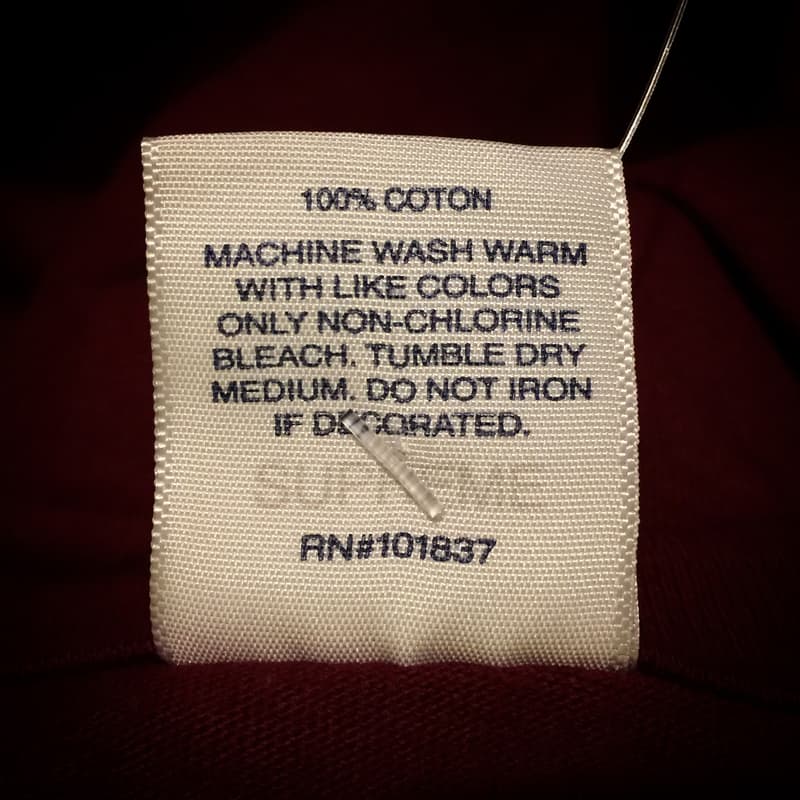 100% COTON
MACHINE WASH WARM
WITH LIKE COLORS
ONLY NON-CHLORINE
BLEACH. TUMBLE DRY
MEDIUM. DO NOT IRON
IF DECORATED.
SUPREME
RN#101837